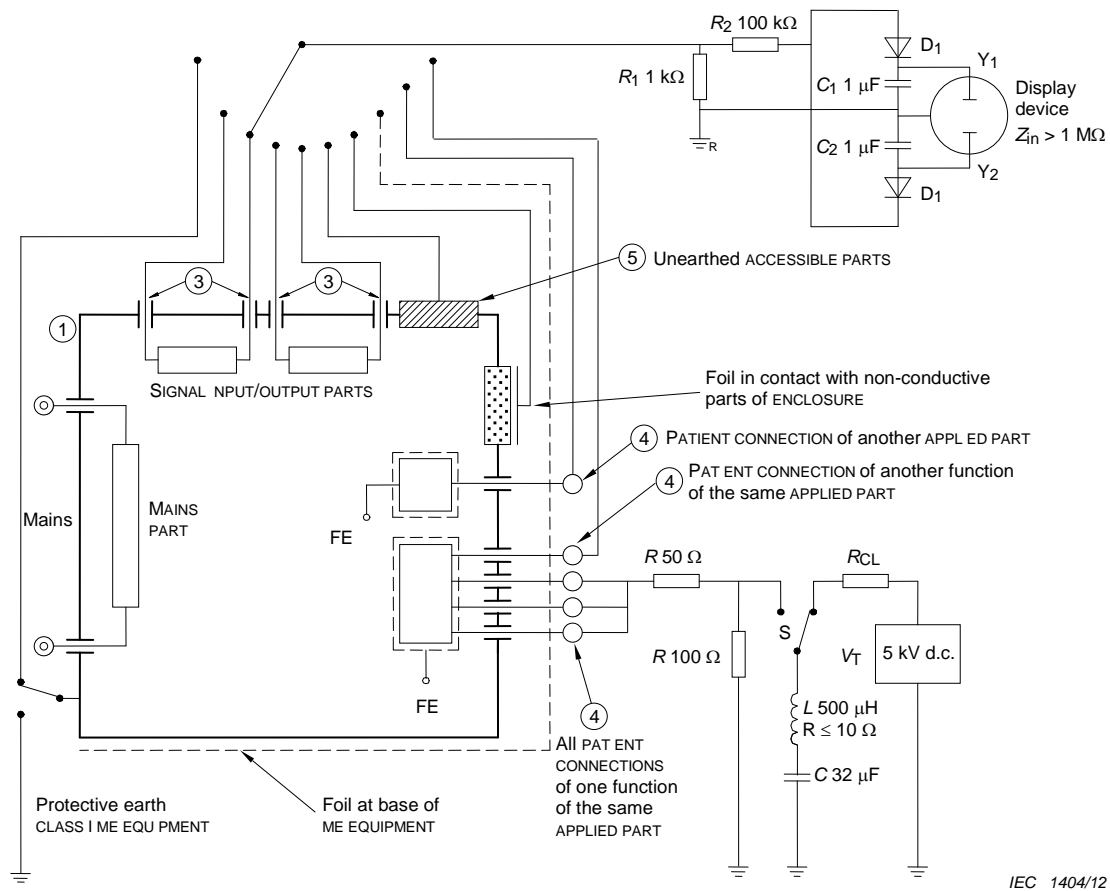 R2 100 kΩ
D1
Y1
R1 1 kΩ
C1 1 μF
Display
device
Zin > 1 MΩ
R
C2 1 μF
Y2
D1
5 Unearthed ACCESSIBLE PARTS
3
3
1
SIGNAL NPUT/OUTPUT PARTS
Foil in contact with non-conductive
parts of ENCLOSURE
4 PATIENT CONNECTION of another APPL ED PART
4 PAT ENT CONNECTION of another function
of the same APPLIED PART
Mains
MAINS
PART
FE
R 50 Ω
RCL
S
R 100 Ω
VT
5 kV d.c.
FE
L 500 μH
R ≤ 10 Ω
4
C 32 μF
All PAT ENT
CONNECTIONS
of one function
of the same
APPLIED PART
Protective earth
CLASS I ME EQU PMENT
Foil at base of
ME EQUIPMENT
IEC 1404/12